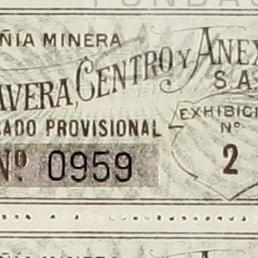 ÑIA MINERA
AVERA, CENTRO Y ANEX
S.A.
ADO PROVISIONAL
EXHIBICI
Nº
Nº 0959
2